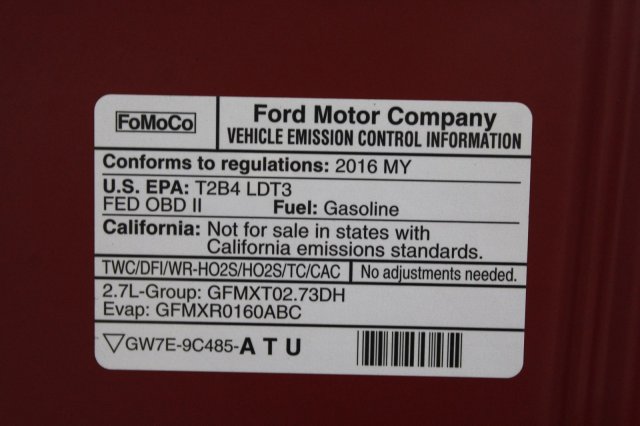 FoMoCo
Ford Motor Company
VEHICLE EMISSION CONTROL INFORMATION
Conforms to regulations: 2016 MY
U.S. EPA: T2B4 LDT3
FED OBD II Fuel: Gasoline
California: Not for sale in states with
California emissions standards.
TWC/DFI/WR-HO2S/HO2S/TC/CAC No adjustments needed.
2.7L-Group: GFMXT02.73DH
Evap: GFMXR0160ABC
▽GW7E-9C485-A T U